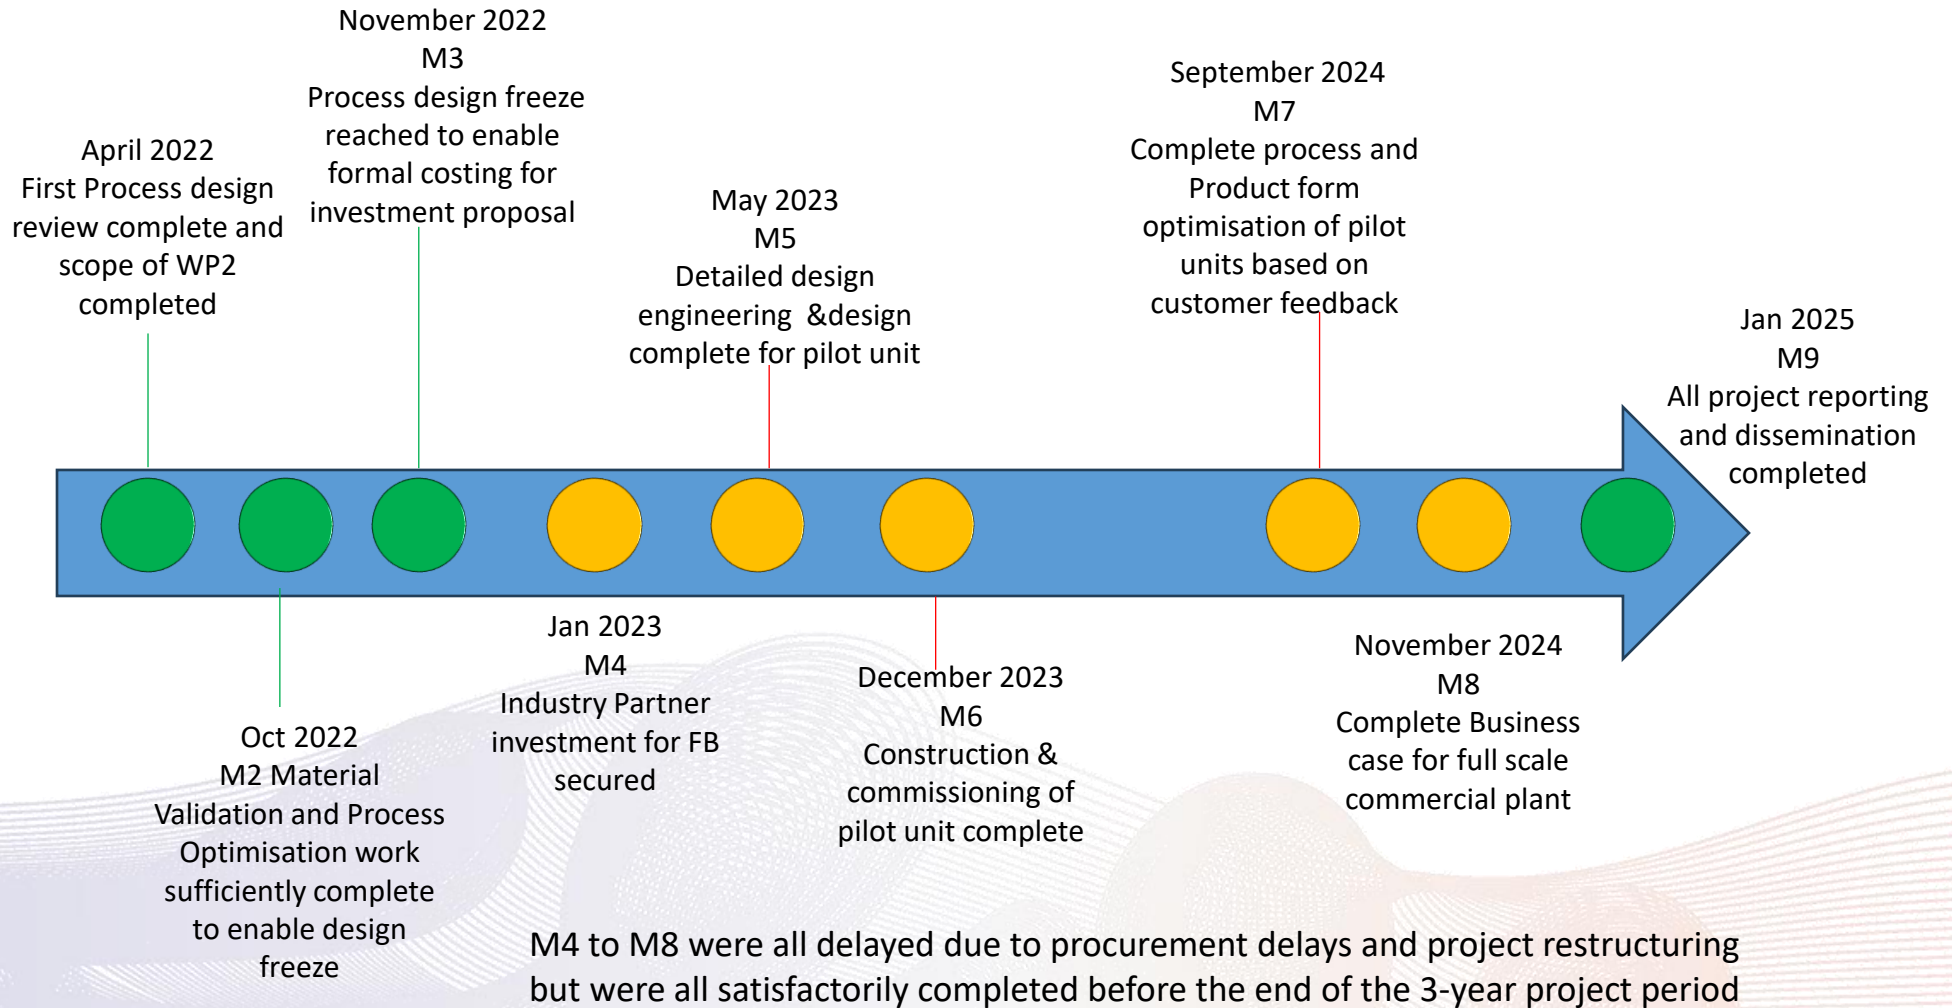 November 2022
M3
Process design freeze
reached to enable
formal costing for
investment proposal
September 2024
M7
Complete process and
Product form
optimisation of pilot
units based on
customer feedback
April 2022
First Process design
review complete and
scope of WP2
completed
May 2023
M5
Detailed design
engineering  &design
complete for pilot unit
Jan 2025
M9
All project reporting
and dissemination
completed
Jan 2023
M4
Industry Partner
investment for FB
secured
December 2023
M6
Construction &
commissioning of
pilot unit complete
November 2024
M8
Complete Business
case for full scale
commercial plant
Oct 2022
M2 Material
Validation and Process
Optimisation work
sufficiently complete
to enable design
freeze
M4 to M8 were all delayed due to procurement delays and project restructuring
but were all satisfactorily completed before the end of the 3-year project period